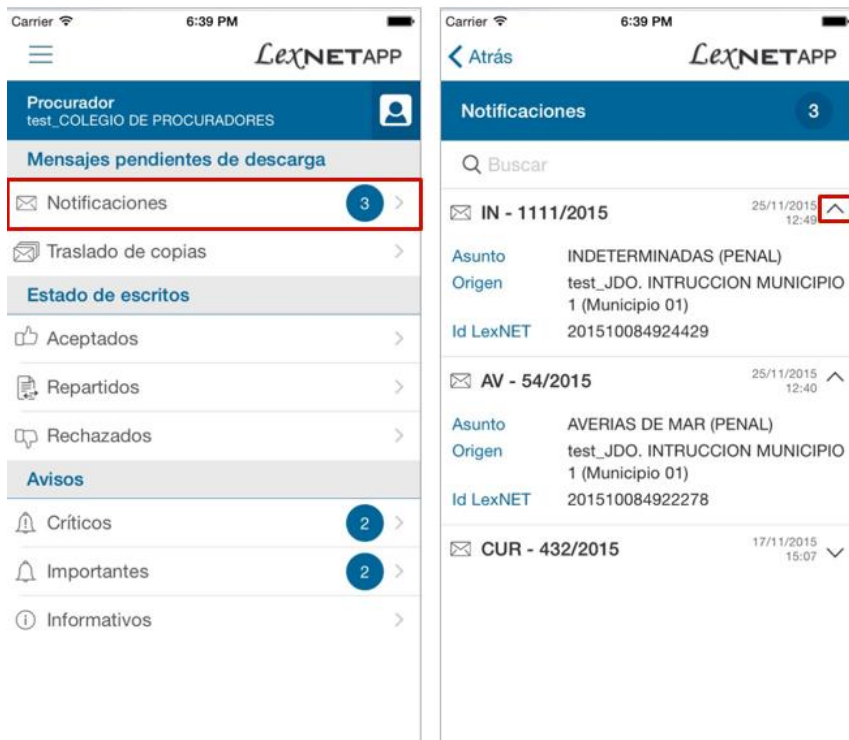 Carrier 6:39 PM
LexNETAPP
Procurador
test_COLEGIO DE PROCURADORES
Mensajes pendientes de descarga
Notificaciones 3
Traslado de copias
Estado de escritos
Aceptados
Repartidos
Rechazados
Avisos
Críticos 2
Importantes 2
Informativos
Carrier 6:39 PM
Atrás LexNETAPP
Notificaciones 3
Buscar
IN - 1111/2015 25/11/2015
12:49
Asunto INDETERMINADAS (PENAL)
Origen test_JDO. INTRUCCION MUNICIPIO
1 (Municipio 01)
Id LexNET 201510084924429
AV - 54/2015 25/11/2015
12:40
Asunto AVERIAS DE MAR (PENAL)
Origen test_JDO. INTRUCCION MUNICIPIO
1 (Municipio 01)
Id LexNET 201510084922278
CUR - 432/2015 17/11/2015
15:07